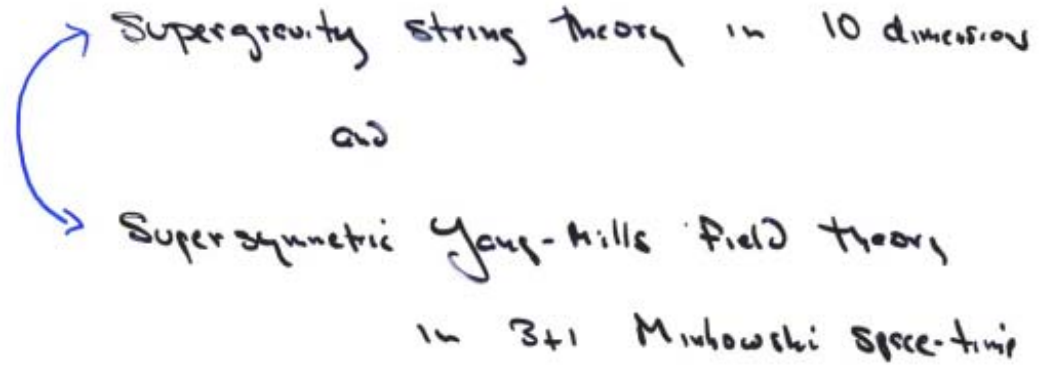 Supergravity string theory in 10 dimensions
and
Supersymmetric Yang-Mills field theory
in 3+1 Minkowski space-time